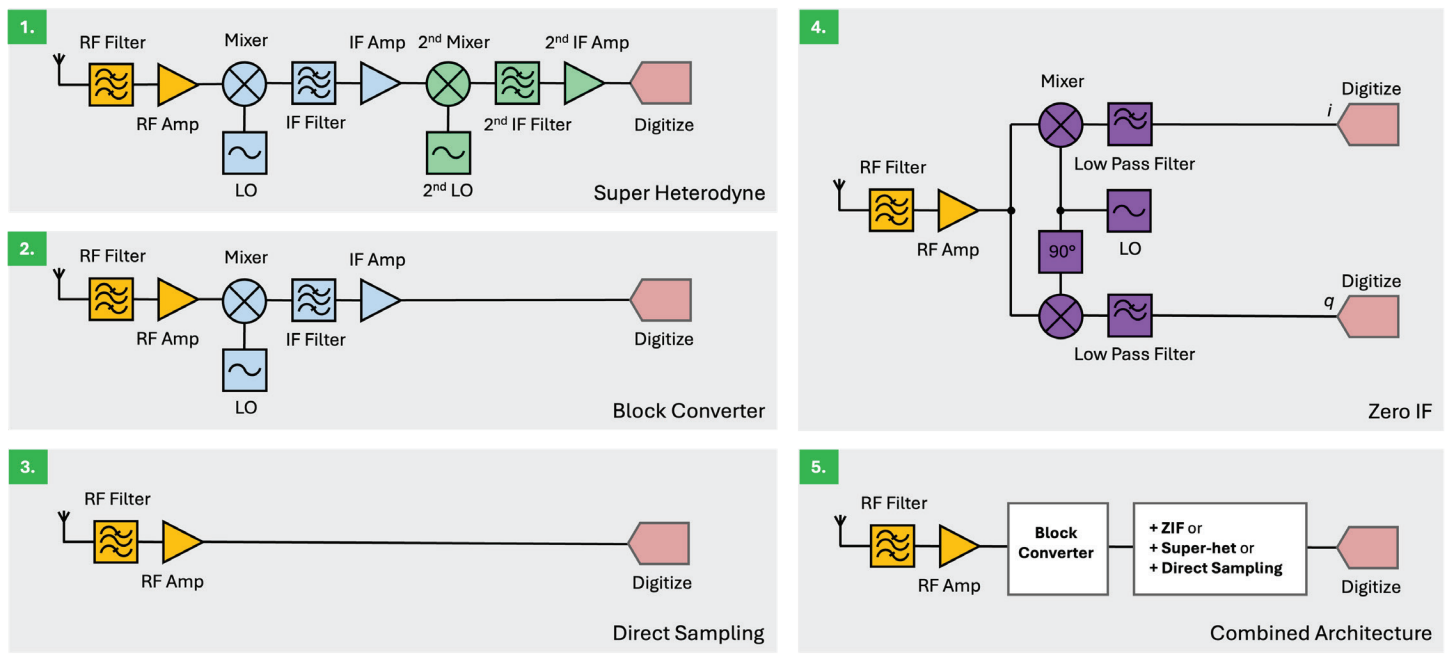 1.
RF Filter
Mixer
IF Amp
2nd Mixer
2nd IF Amp
RF Amp
IF Filter
2nd IF Filter
Digitize
LO
2nd LO
Super Heterodyne
2.
RF Filter
Mixer
IF Amp
RF Amp
IF Filter
Digitize
LO
Block Converter
3.
RF Filter
RF Amp
Digitize
Direct Sampling
4.
Mixer
Digitize
i
Low Pass Filter
RF Filter
RF Amp
LO
90°
Digitize
q
Low Pass Filter
Zero IF
5.
RF Filter
Block
Converter
+ ZIF or
+ Super-het or
+ Direct Sampling
RF Amp
Digitize
Combined Architecture